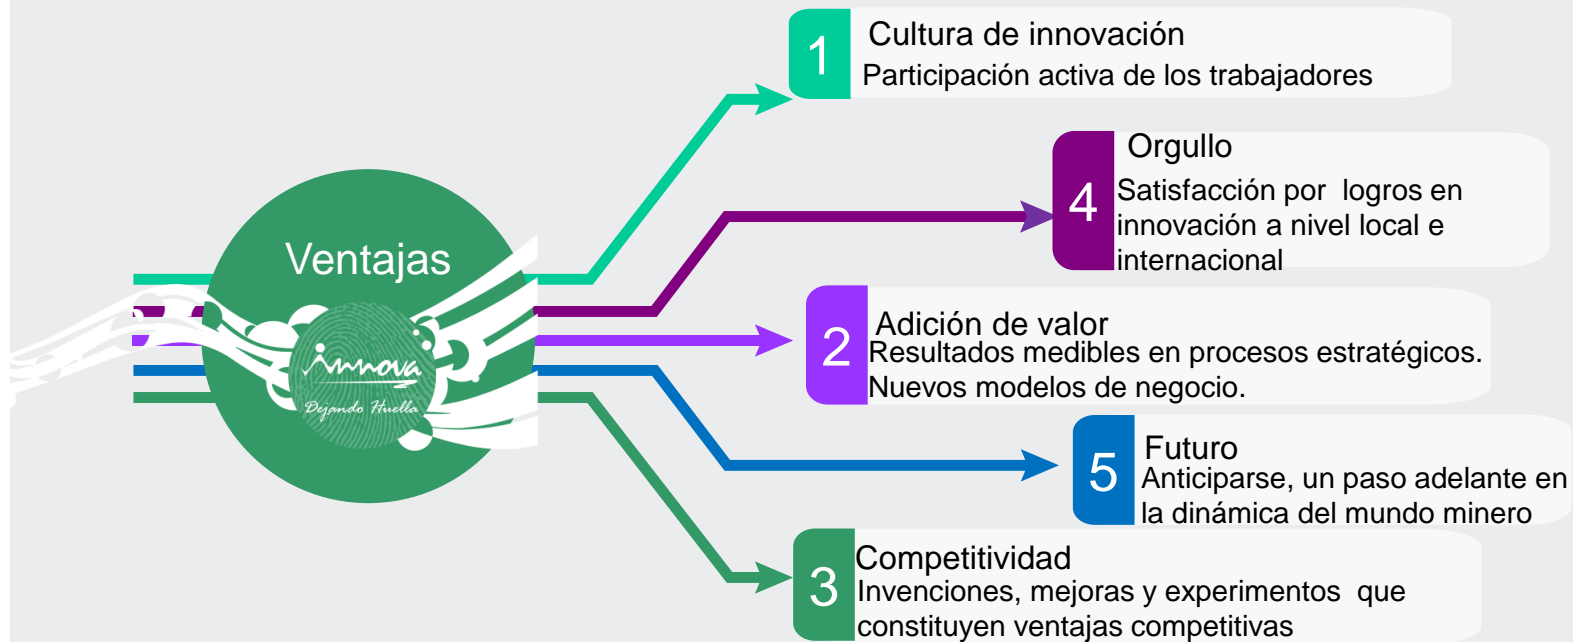 1
Cultura de innovación
Participación activa de los trabajadores
4
Orgullo
Satisfacción por logros en
innovación a nivel local e
internacional
Ventajas
innova
Dejando Huella
2
Adición de valor
Resultados medibles en procesos estratégicos.
Nuevos modelos de negocio.
5
Futuro
Anticiparse, un paso adelante en
la dinámica del mundo minero
3
Competitividad
Invenciones, mejoras y experimentos que
constituyen ventajas competitivas